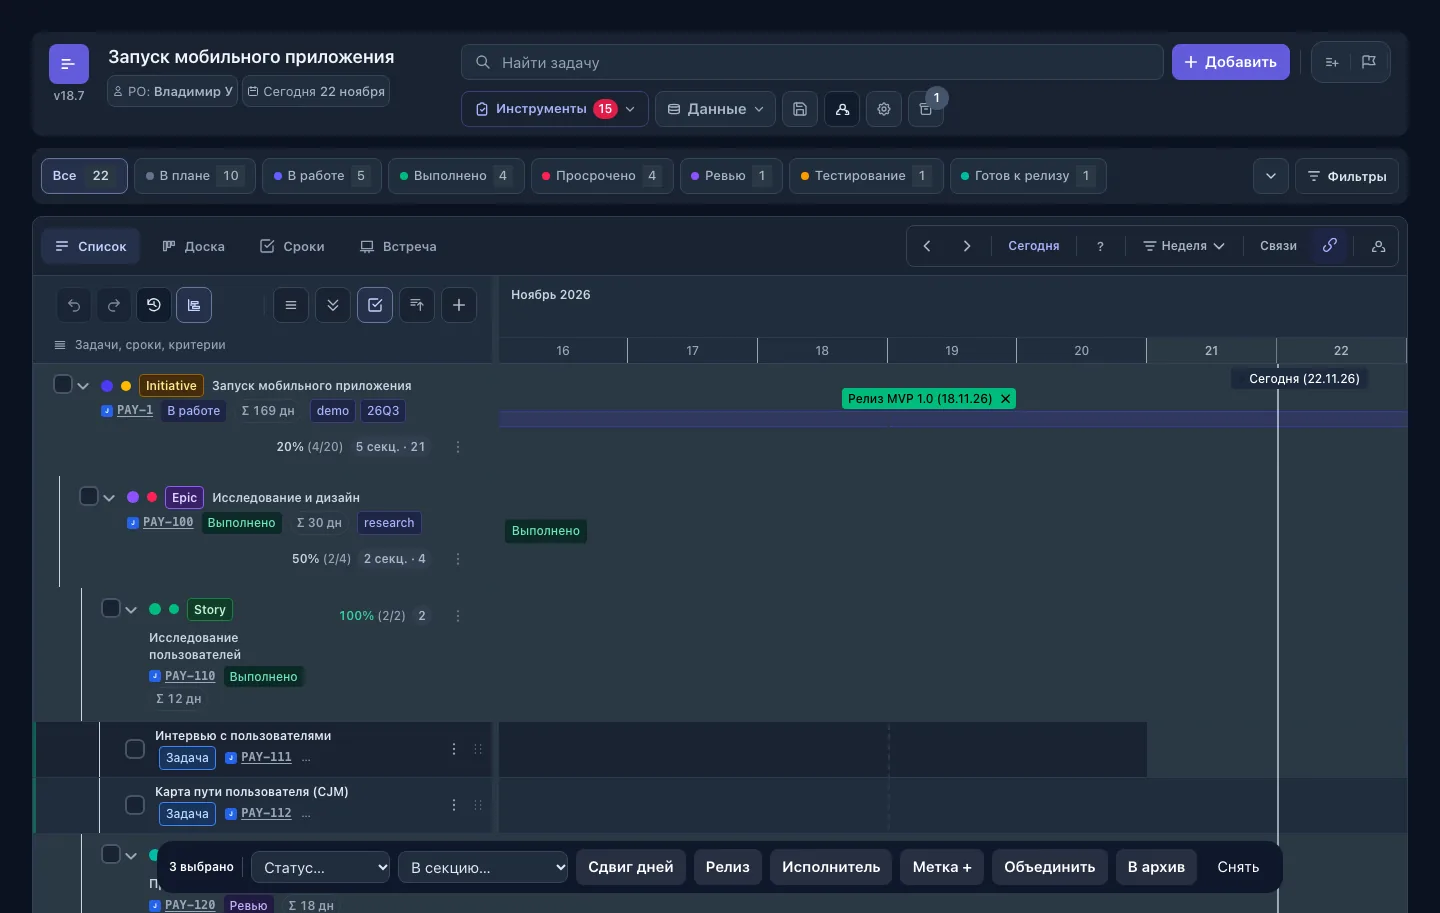 Запуск мобильного приложения
v18.7
PO: Владимир У
Сегодня 22 ноября
Найти задачу
Добавить
Инструменты 15
Данные
1
Все 22
В плане 10
В работе 5
Выполнено 4
Просрочено 4
Ревью 1
Тестирование 1
Готов к релизу 1
Фильтры
Список
Доска
Сроки
Встреча
Сегодня
?
Неделя
Связи
Задачи, сроки, критерии
Ноябрь 2026
16 17 18 19 20 21 22
Сегодня (22.11.26)
Релиз MVP 1.0 (18.11.26) ✕
Initiative Запуск мобильного приложения
PAY-1 В работе Σ 169 дн demo 26Q3
20% (4/20) 5 секц. · 21
Epic Исследование и дизайн
PAY-100 Выполнено Σ 30 дн research
50% (2/4) 2 секц. · 4
Выполнено
Story 100% (2/2) 2
Исследование
пользователей
PAY-110 Выполнено
Σ 12 дн
Интервью с пользователями
Задача PAY-111 ...
Карта пути пользователя (CJM)
Задача PAY-112 ...
3 выбрано
Статус...
В секцию...
Сдвиг дней
Релиз
Исполнитель
Метка +
Объединить
В архив
Снять
PAY-120 Ревью Σ 18 дн